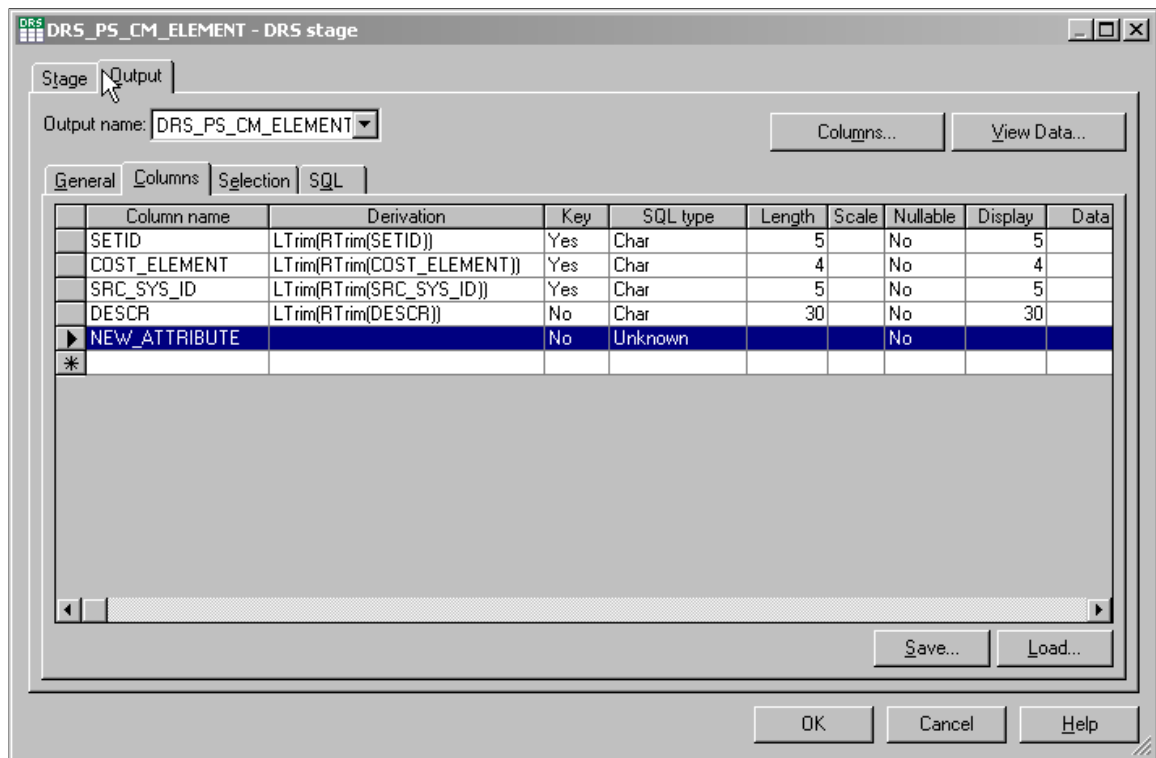 DRS DRS_PS_CM_ELEMENT - DRS stage
Stage Output
Output name: DRS_PS_CM_ELEMENT Columns... View Data...
General Columns Selection SQL
Column name Derivation Key SQL type Length Scale Nullable Display Data
SETID LTrim(RTrim(SETID)) Yes Char 5 No 5
COST_ELEMENT LTrim(RTrim(COST_ELEMENT)) Yes Char 4 No 4
SRC_SYS_ID LTrim(RTrim(SRC_SYS_ID)) Yes Char 5 No 5
DESCR LTrim(RTrim(DESCR)) No Char 30 No 30
NEW_ATTRIBUTE No Unknown No
Save... Load...
OK Cancel Help